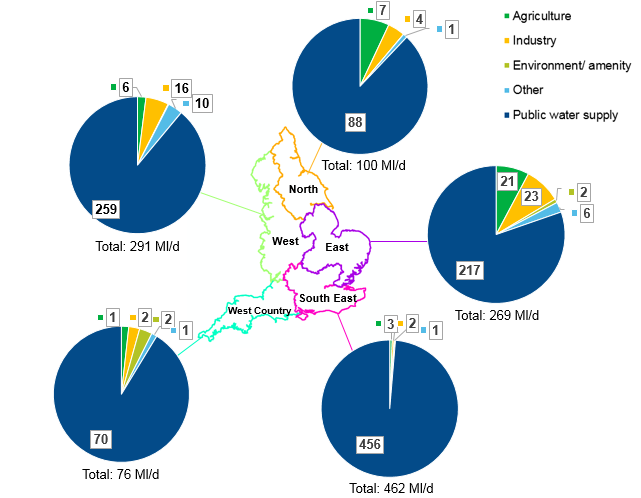 7
4
1
88
Total: 100 Ml/d
Agriculture
Industry
Environment/ amenity
Other
Public water supply
6
16
10
259
Total: 291 Ml/d
North
West
East
South East
West Country
21
23
2
6
217
Total: 269 Ml/d
1
2
2
1
70
Total: 76 Ml/d
3
2
1
456
Total: 462 Ml/d